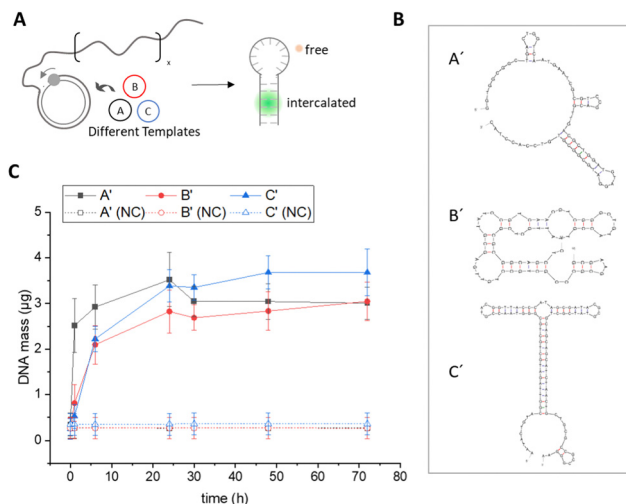 A
x
B
A
C
Different Templates
free
intercalated
B
A´
B´
C´
C
A' B' C'
A' (NC) B' (NC) C' (NC)
DNA mass (µg)
5
4
3
2
1
0
0 10 20 30 40 50 60 70 80
time (h)